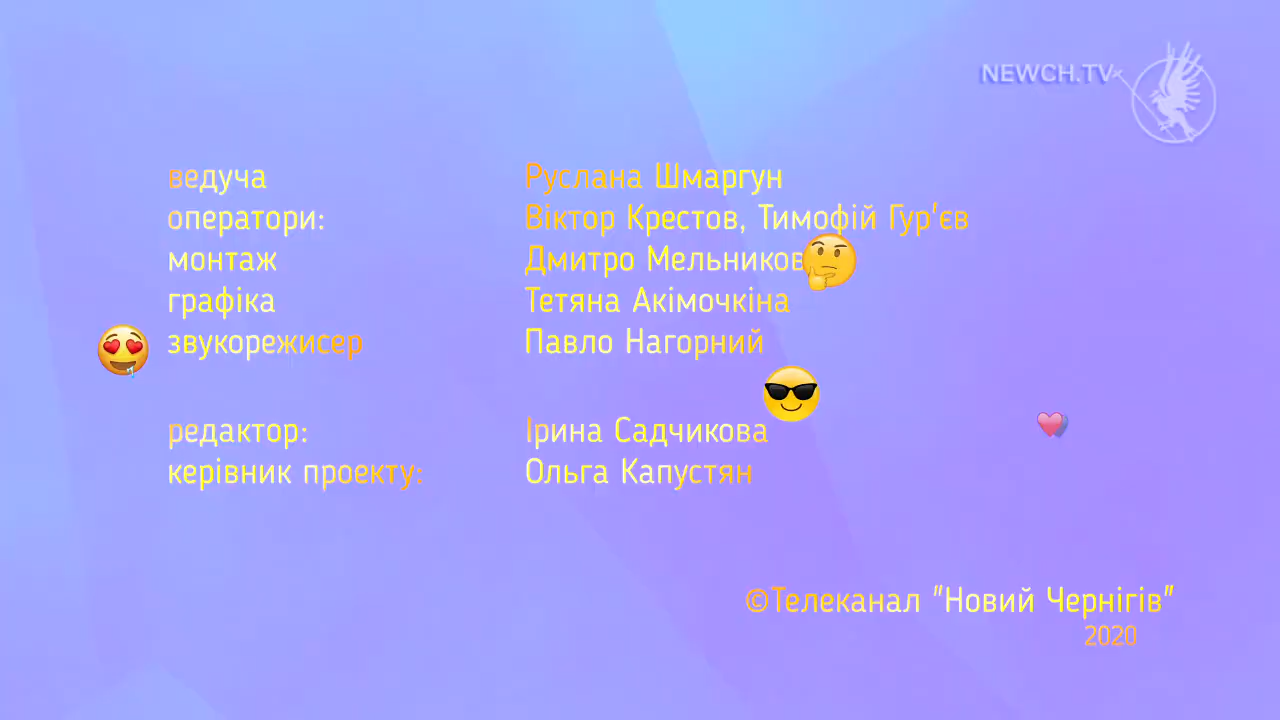 NEWCH.TV
ведуча Руслана Шмаргун
оператори: Віктор Крестов, Тимофій Гур'єв
монтаж Дмитро Мельников
графіка Тетяна Акімочкіна
звукорежисер Павло Нагорний
редактор: Ірина Садчикова
керівник проекту: Ольга Капустян
©Телеканал "Новий Чернігів"
2020